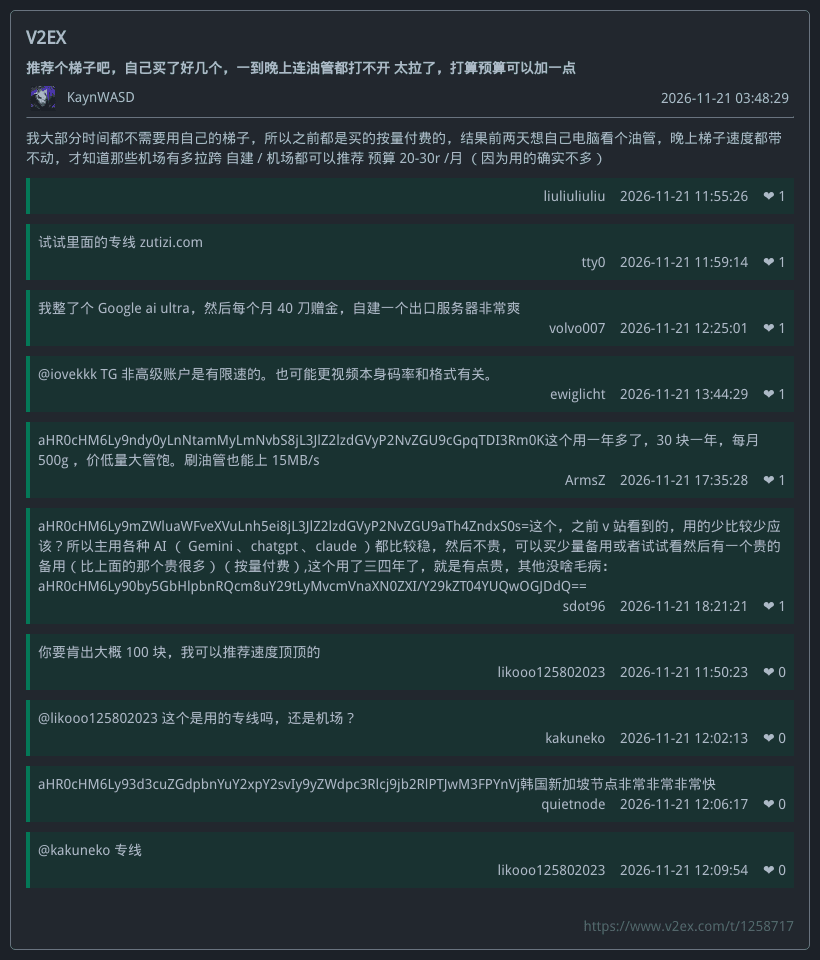 V2EX
推荐个梯子吧，自己买了好几个，一到晚上连油管都打不开 太拉了，打算预算可以加一点
KaynWASD
2026-11-21 03:48:29
我大部分时间都不需要用自己的梯子，所以之前都是买的按量付费的，结果前两天想自己电脑看个油管，晚上梯子速度都带
不动，才知道那些机场有多拉跨 自建 / 机场都可以推荐 预算 20-30r /月 （ 因为用的确实不多 ）
liuliuliuliu 2026-11-21 11:55:26 ❤ 1
试试里面的专线 zutizi.com
tty0 2026-11-21 11:59:14 ❤ 1
我整了个 Google ai ultra，然后每个月 40 刀赠金，自建一个出口服务器非常爽
volvo007 2026-11-21 12:25:01 ❤ 1
@iovekkk TG 非高级账户是有限速的。也可能更视频本身码率和格式有关。
ewiglicht 2026-11-21 13:44:29 ❤ 1
aHR0cHM6Ly9ndy0yLnNtamMyLmNvbS8jL3JlZ2lzdGVyP2NvZGU9cGpqTDI3Rm0K这个用一年多了，30 块一年，每月
500g ，价低量大管饱。刷油管也能上 15MB/s
ArmsZ 2026-11-21 17:35:28 ❤ 1
aHR0cHM6Ly9mZWluaWFveXVuLnh5ei8jL3JlZ2lzdGVyP2NvZGU9aTh4ZndxS0s=这个，之前 v 站看到的，用的少比较少应
该？所以主用各种 AI （ Gemini 、chatgpt 、claude ）都比较稳，然后不贵，可以买少量备用或者试试看然后有一个贵的
备用（ 比上面的那个贵很多 ）（ 按量付费 ）,这个用了三四年了，就是有点贵，其他没啥毛病：
aHR0cHM6Ly90by5GbHlpbnRQcm8uY29tLyMvcmVnaXN0ZXI/Y29kZT04YUQwOGJDdQ==
sdot96 2026-11-21 18:21:21 ❤ 1
你要肯出大概 100 块，我可以推荐速度顶顶的
likooo125802023 2026-11-21 11:50:23 ❤ 0
@likooo125802023 这个是用的专线吗，还是机场？
kakuneko 2026-11-21 12:02:13 ❤ 0
aHR0cHM6Ly93d3cuZGdpbnYuY2xpY2svIy9yZWdpc3Rlcj9jb2RlPTJwM3FPYnVj韩国新加坡节点非常非常非常快
quietnode 2026-11-21 12:06:17 ❤ 0
@kakuneko 专线
likooo125802023 2026-11-21 12:09:54 ❤ 0
https://www.v2ex.com/t/1258717